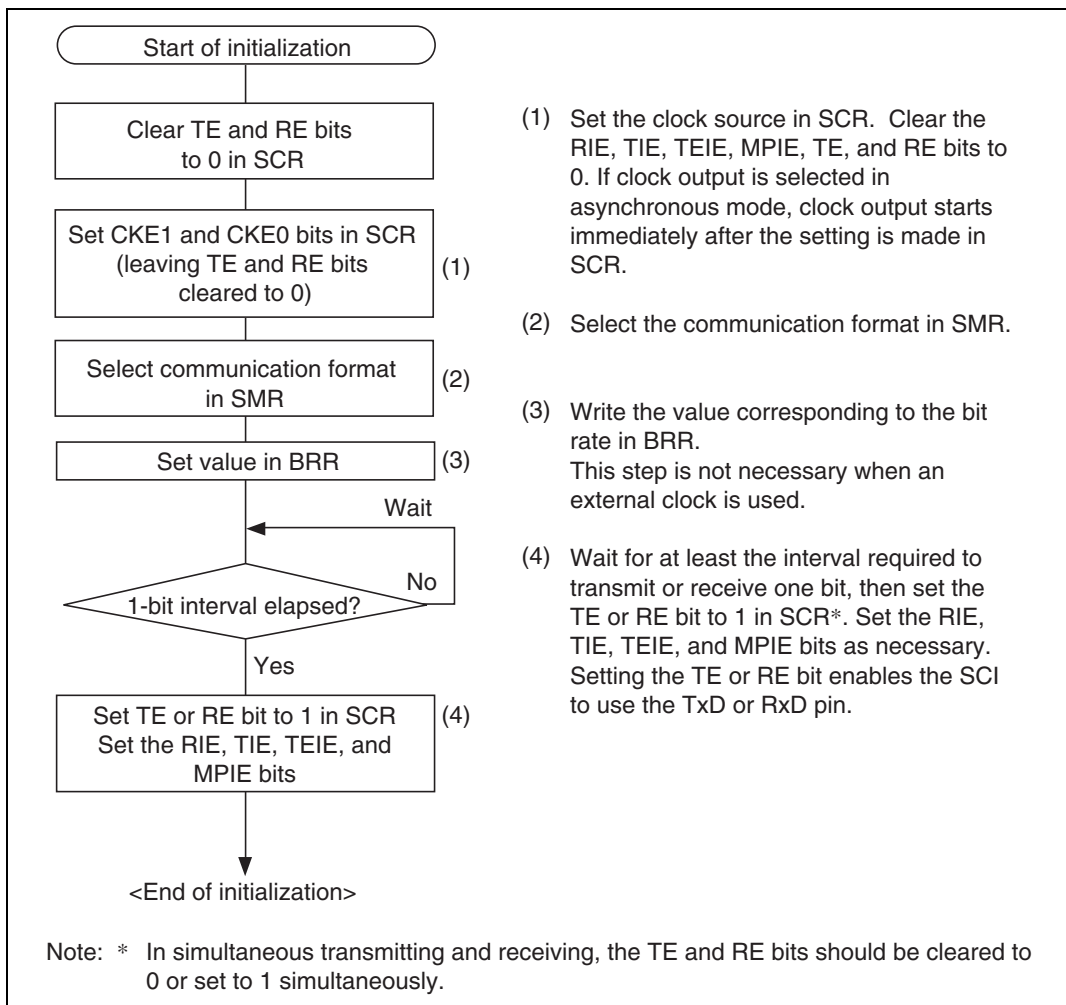 Start of initialization
Clear TE and RE bits
to 0 in SCR
Set CKE1 and CKE0 bits in SCR
(leaving TE and RE bits
cleared to 0)
(1)
Select communication format
in SMR
(2)
Set value in BRR
(3)
Wait
No
1-bit interval elapsed?
Yes
Set TE or RE bit to 1 in SCR
Set the RIE, TIE, TEIE, and
MPIE bits
(4)
<End of initialization>
(1) Set the clock source in SCR. Clear the
RIE, TIE, TEIE, MPIE, TE, and RE bits to
0. If clock output is selected in
asynchronous mode, clock output starts
immediately after the setting is made in
SCR.
(2) Select the communication format in SMR.
(3) Write the value corresponding to the bit
rate in BRR.
This step is not necessary when an
external clock is used.
(4) Wait for at least the interval required to
transmit or receive one bit, then set the
TE or RE bit to 1 in SCR*. Set the RIE,
TIE, TEIE, and MPIE bits as necessary.
Setting the TE or RE bit enables the SCI
to use the TxD or RxD pin.
Note: * In simultaneous transmitting and receiving, the TE and RE bits should be cleared to
0 or set to 1 simultaneously.